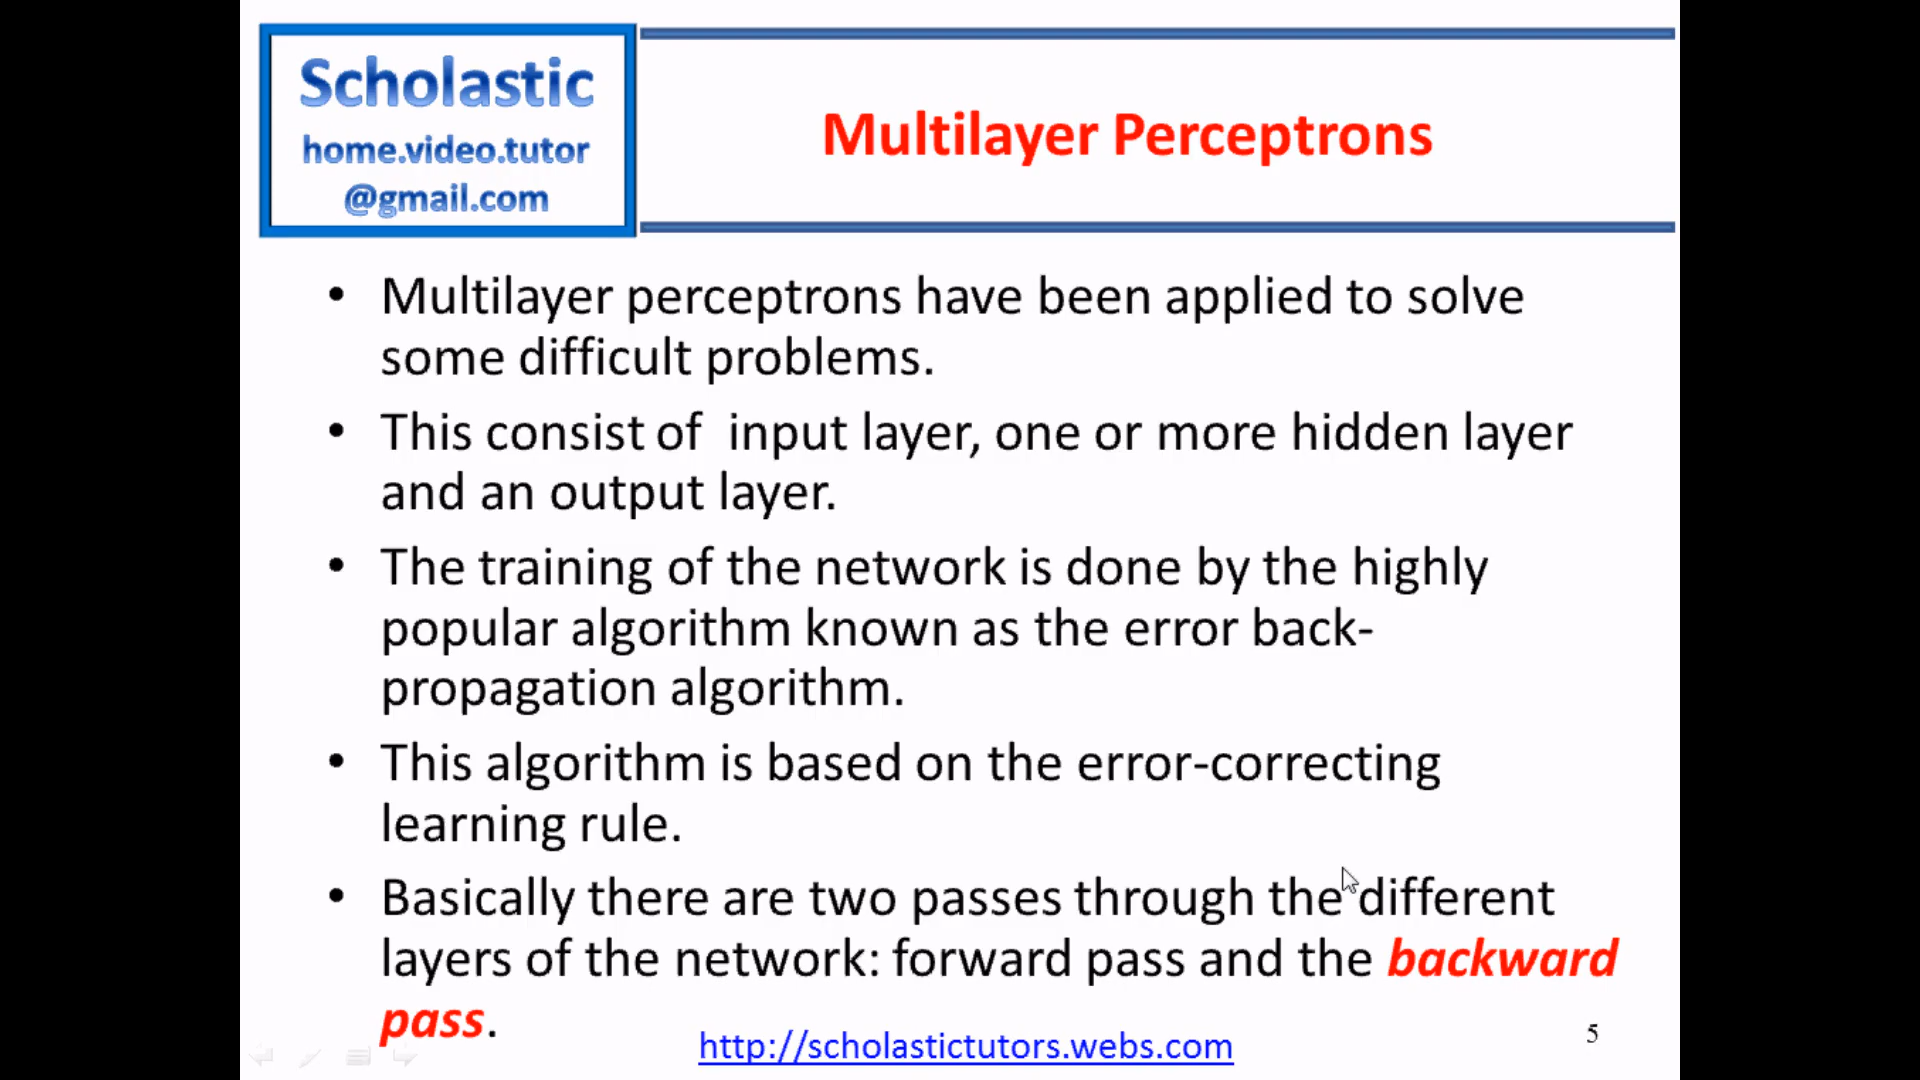 Scholastic
home.video.tutor
@gmail.com
Multilayer Perceptrons
• Multilayer perceptrons have been applied to solve
some difficult problems.
• This consist of  input layer, one or more hidden layer
and an output layer.
• The training of the network is done by the highly
popular algorithm known as the error back-
propagation algorithm.
• This algorithm is based on the error-correcting
learning rule.
• Basically there are two passes through the different
layers of the network: forward pass and the backward
pass.
http://scholastictutors.webs.com
5